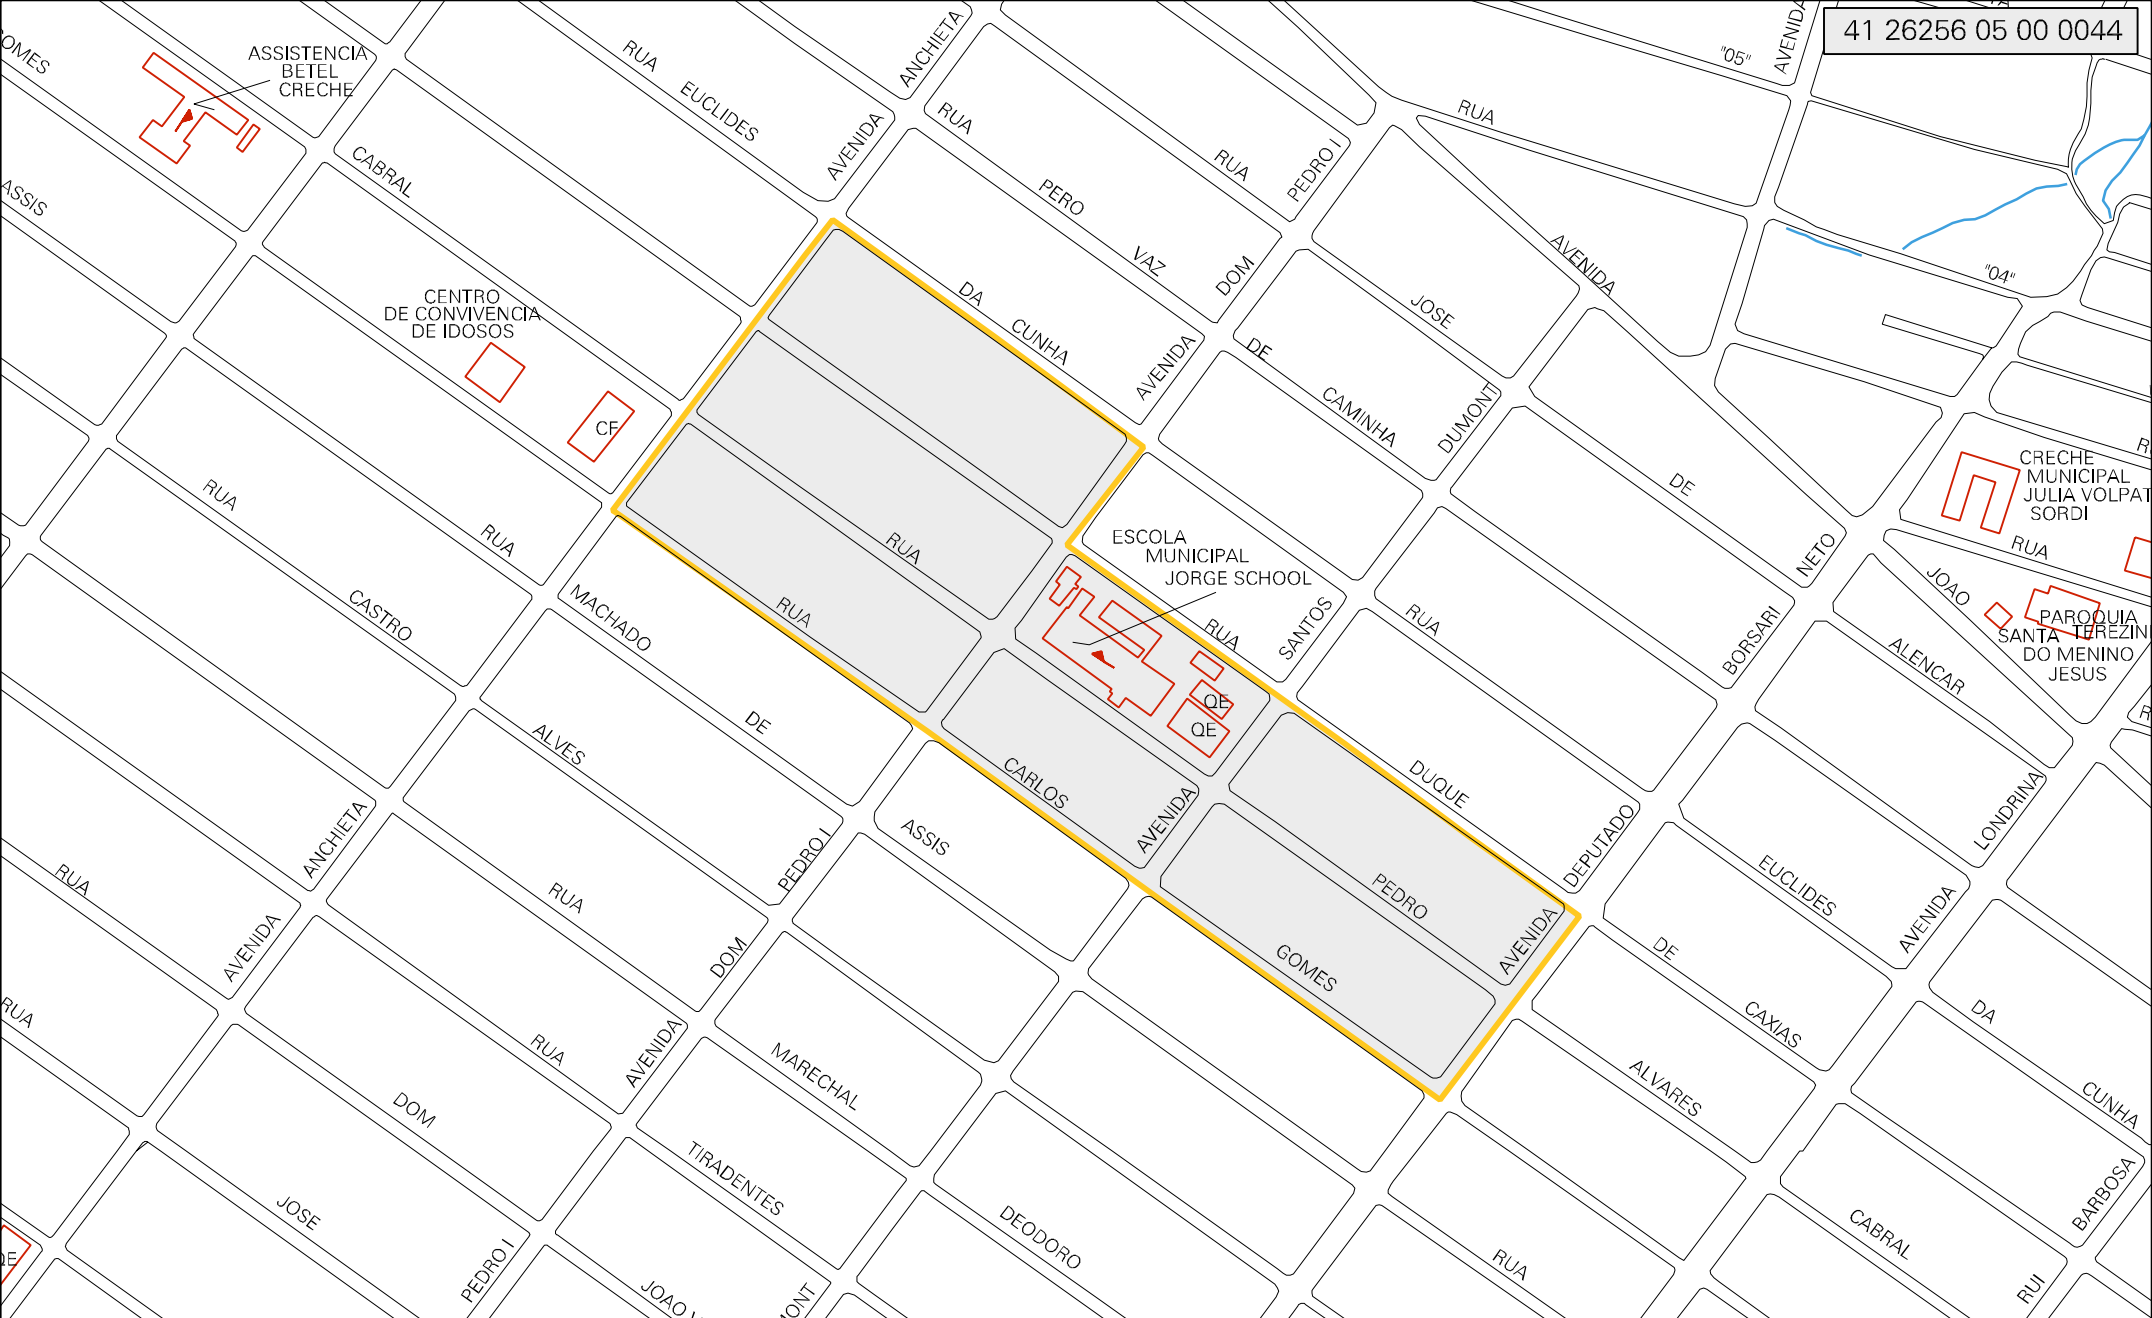 41 26256 05 00 0044
ASSISTENCIA
BETEL
CRECHE
RUA
EUCLIDES
ANCHIETA
AVENIDA
"05"
AVENIDA
RUA
RUA
PERO
VAZ
RUA
PEDRO I
DOM
AVENIDA
AVENIDA
"04"
ASSIS
CABRAL
CENTRO
DE CONVIVENCIA
DE IDOSOS
CF
DA
CUNHA
JOSE
DE
CAMINHA
DUMONT
DE
NETO
CRECHE
MUNICIPAL
JULIA VOLPAT
SORDI
RUA
JOAO
PAROQUIA
SANTA TEREZIN
DO MENINO
JESUS
RUA
RUA
CASTRO
MACHADO
RUA
RUA
ESCOLA
MUNICIPAL
JORGE SCHOOL
QE
QE
RUA
SANTOS
RUA
BORSARI
ALENCAR
ALVES
DE
CARLOS
AVENIDA
DUQUE
DEPUTADO
LONDRINA
ANCHIETA
PEDRO I
ASSIS
PEDRO
AVENIDA
EUCLIDES
AVENIDA
RUA
AVENIDA
RUA
DOM
GOMES
DE
CAXIAS
DA
CUNHA
RUA
RUA
AVENIDA
MARECHAL
ALVARES
DOM
TIRADENTES
BARBOSA
JOSE
PEDRO I
DEODORO
RUA
CABRAL
RUI
QE
JOAO